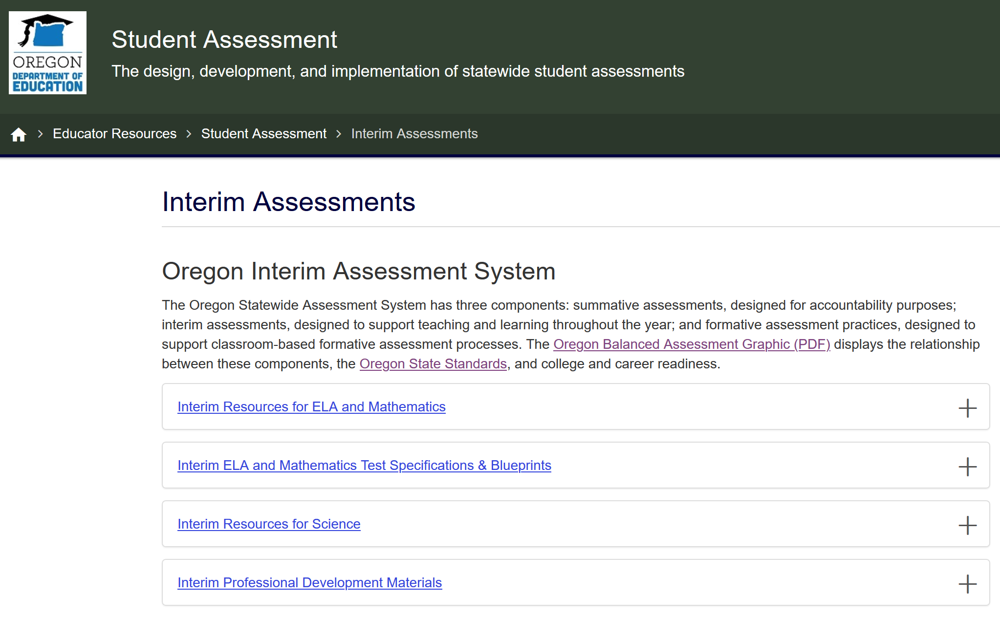 OREGON
DEPARTMENT OF
EDUCATION
Student Assessment
The design, development, and implementation of statewide student assessments
Educator Resources > Student Assessment > Interim Assessments
Interim Assessments
Oregon Interim Assessment System
The Oregon Statewide Assessment System has three components: summative assessments, designed for accountability purposes;
interim assessments, designed to support teaching and learning throughout the year; and formative assessment practices, designed to
support classroom-based formative assessment processes. The Oregon Balanced Assessment Graphic (PDF) displays the relationship
between these components, the Oregon State Standards, and college and career readiness.
Interim Resources for ELA and Mathematics
Interim ELA and Mathematics Test Specifications & Blueprints
Interim Resources for Science
Interim Professional Development Materials